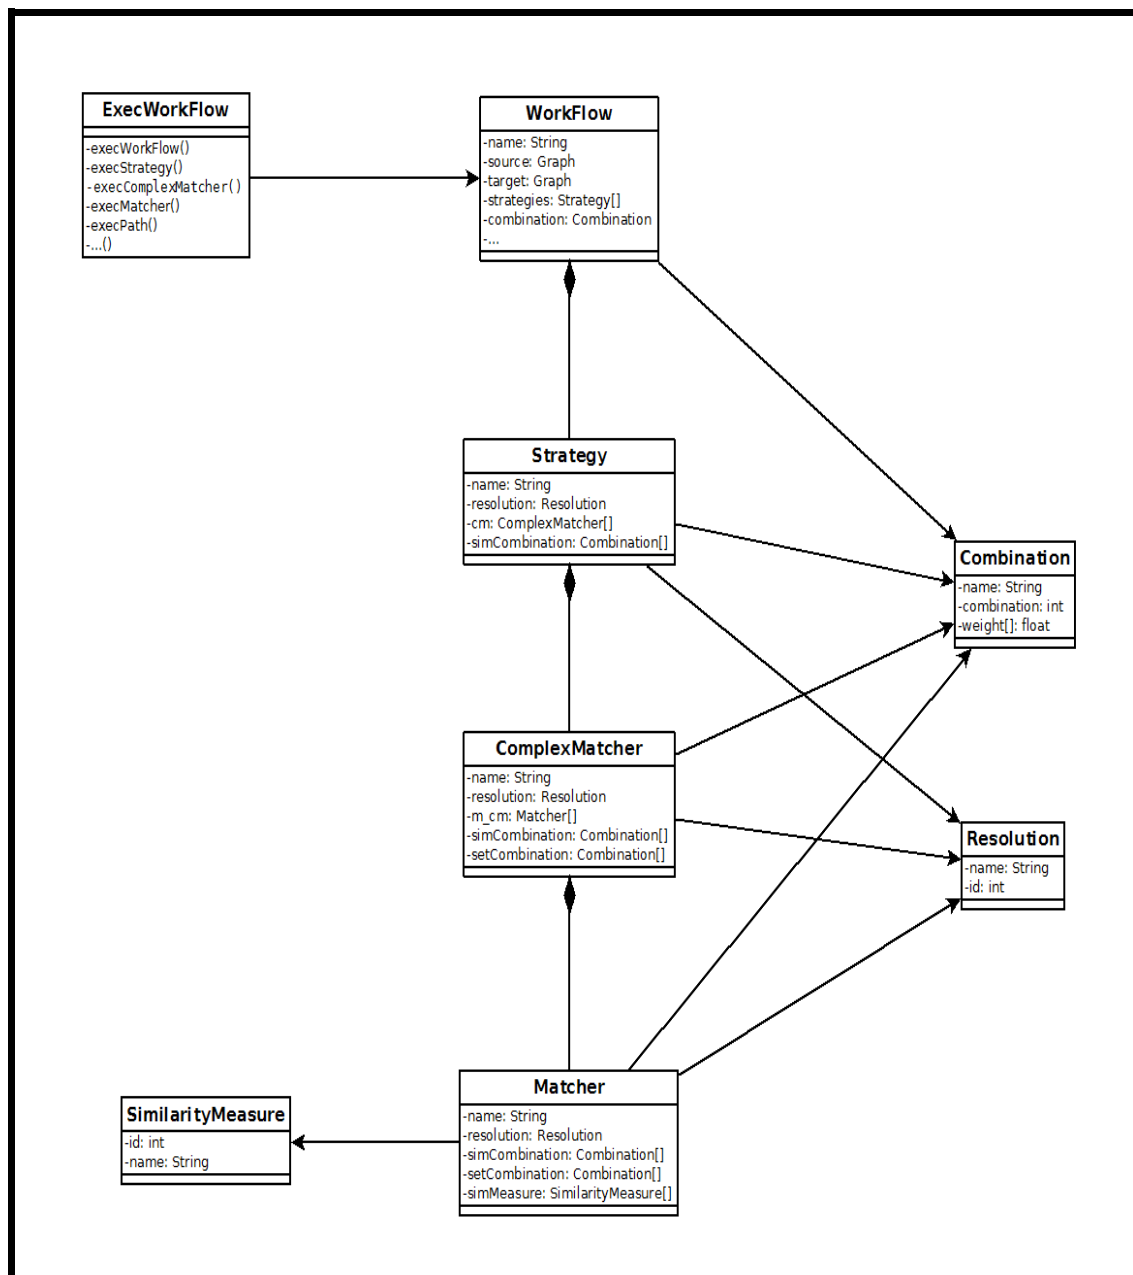 ExecWorkFlow
-execWorkFlow()
-execStrategy()
-execComplexMatcher()
-execMatcher()
-execPath()
-...()
WorkFlow
-name: String
-source: Graph
-target: Graph
-strategies: Strategy[]
-combination: Combination
-...
Strategy
-name: String
-resolution: Resolution
-cm: ComplexMatcher[]
-simCombination: Combination[]
Combination
-name: String
-combination: int
-weight[]: float
ComplexMatcher
-name: String
-resolution: Resolution
-m_cm: Matcher[]
-simCombination: Combination[]
-setCombination: Combination[]
Resolution
-name: String
-id: int
Matcher
-name: String
-resolution: Resolution
-simCombination: Combination[]
-setCombination: Combination[]
-simMeasure: SimilarityMeasure[]
SimilarityMeasure
-id: int
-name: String